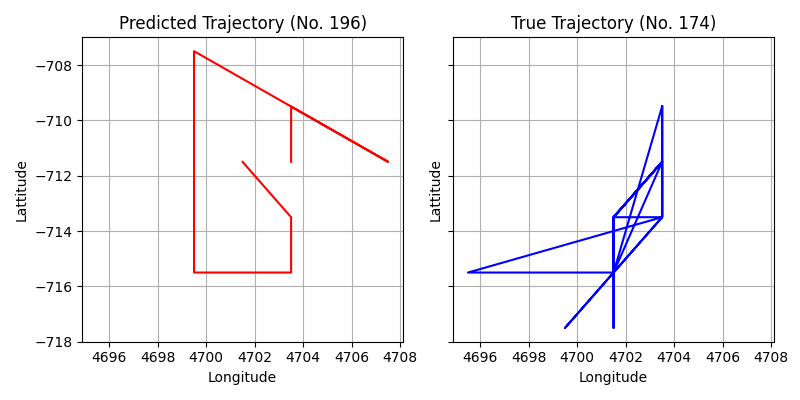 Predicted Trajectory (No. 196)
True Trajectory (No. 174)
−708
−710
−712
−714
−716
−718
Lattitude
Lattitude
4696 4698 4700 4702 4704 4706 4708
4696 4698 4700 4702 4704 4706 4708
Longitude
Longitude